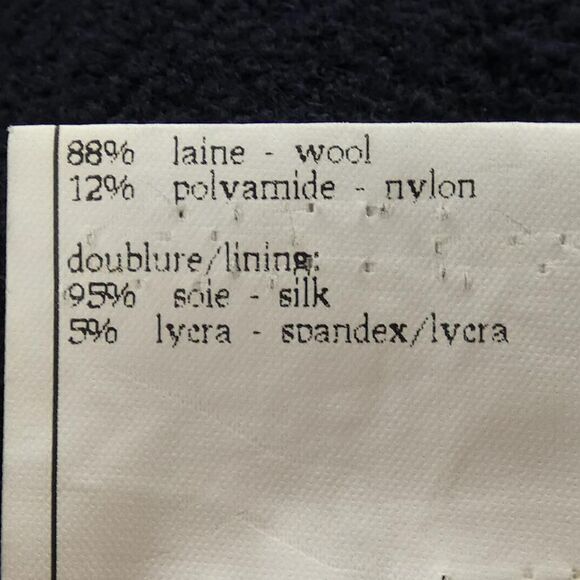 88% laine - wool
12% polyamide - nylon
doublure/lining:
95% soie - silk
5% lycra - spandex/lycra